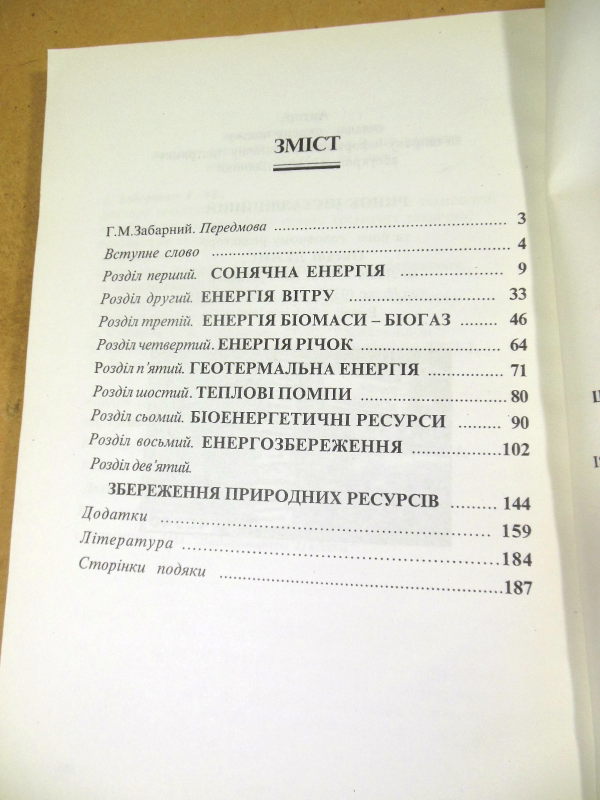 ЗМІСТ
Г.М.Забарний. Передмова ........ 3
Вступне слово ........ 4
Розділ перший. СОНЯЧНА ЕНЕРГІЯ ........ 9
Розділ другий. ЕНЕРГІЯ ВІТРУ ........ 33
Розділ третій. ЕНЕРГІЯ БІОМАСИ – БІОГАЗ ........ 46
Розділ четвертий. ЕНЕРГІЯ РІЧОК ........ 64
Розділ п'ятий. ГЕОТЕРМАЛЬНА ЕНЕРГІЯ ........ 71
Розділ шостий. ТЕПЛОВІ ПОМПИ ........ 80
Розділ сьомий. БІОЕНЕРГЕТИЧНІ РЕСУРСИ ........ 90
Розділ восьмий. ЕНЕРГОЗБЕРЕЖЕННЯ ........ 102
Розділ дев'ятий.
ЗБЕРЕЖЕННЯ ПРИРОДНИХ РЕСУРСІВ ........ 144
Додатки ........ 159
Література ........ 184
Сторінки подяки ........ 187